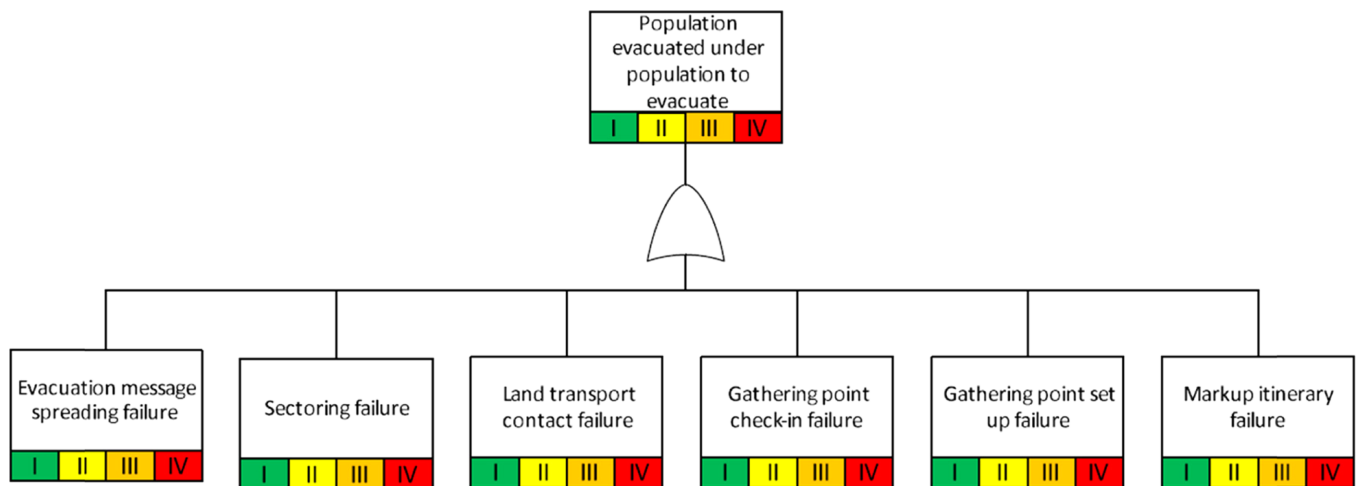 Population
evacuated under
population to
evacuate
I II III IV
Evacuation message
spreading failure
I II III IV
Sectoring failure
I II III IV
Land transport
contact failure
I II III IV
Gathering point
check-in failure
I II III IV
Gathering point set
up failure
I II III IV
Markup itinerary
failure
I II III IV